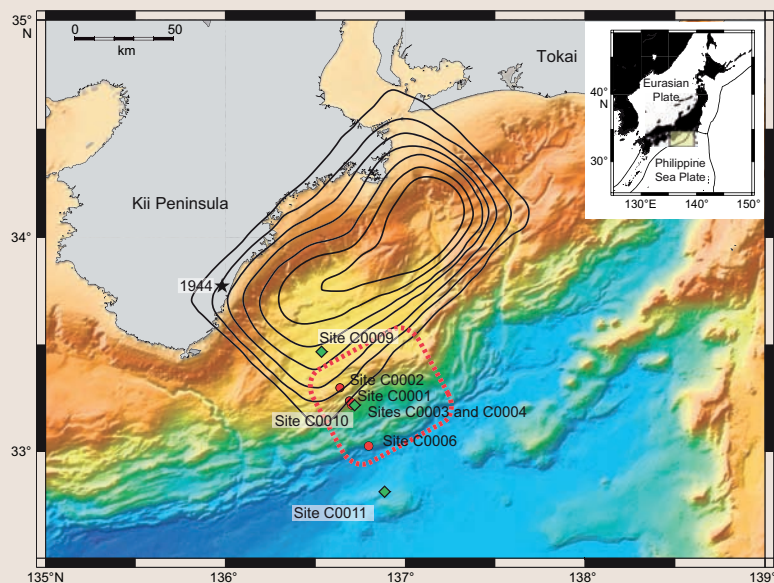 35°
N
0 50
km
Tokai
Eurasian
Plate
40°
N
30°
Philippine
Sea Plate
130°E 140° 150°
Kii Peninsula
34°
1944
Site C0009
Site C0002
Site C0001
Site C0010
Sites C0003 and C0004
33°
Site C0006
Site C0011
135°N 136° 137° 138° 139°